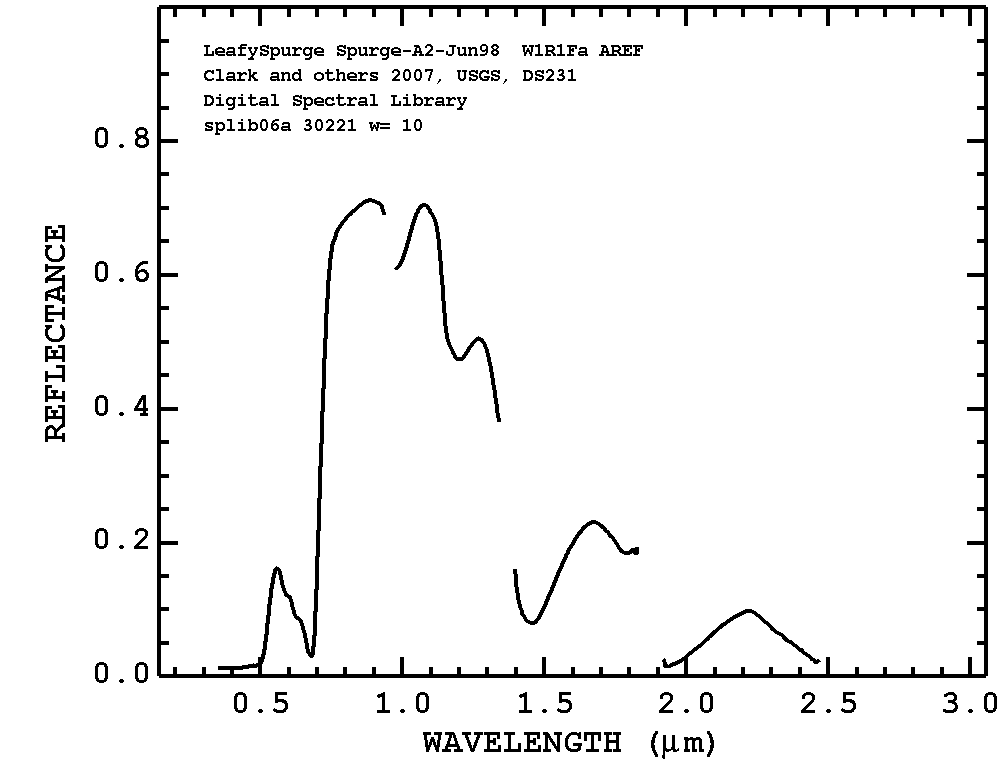 LeafySpurge Spurge-A2-Jun98  W1R1Fa AREF
Clark and others 2007, USGS, DS231
Digital Spectral Library
splib06a 30221 w= 10
REFLECTANCE
0.8
0.6
0.4
0.2
0.0
0.5 1.0 1.5 2.0 2.5 3.0
WAVELENGTH (μm)